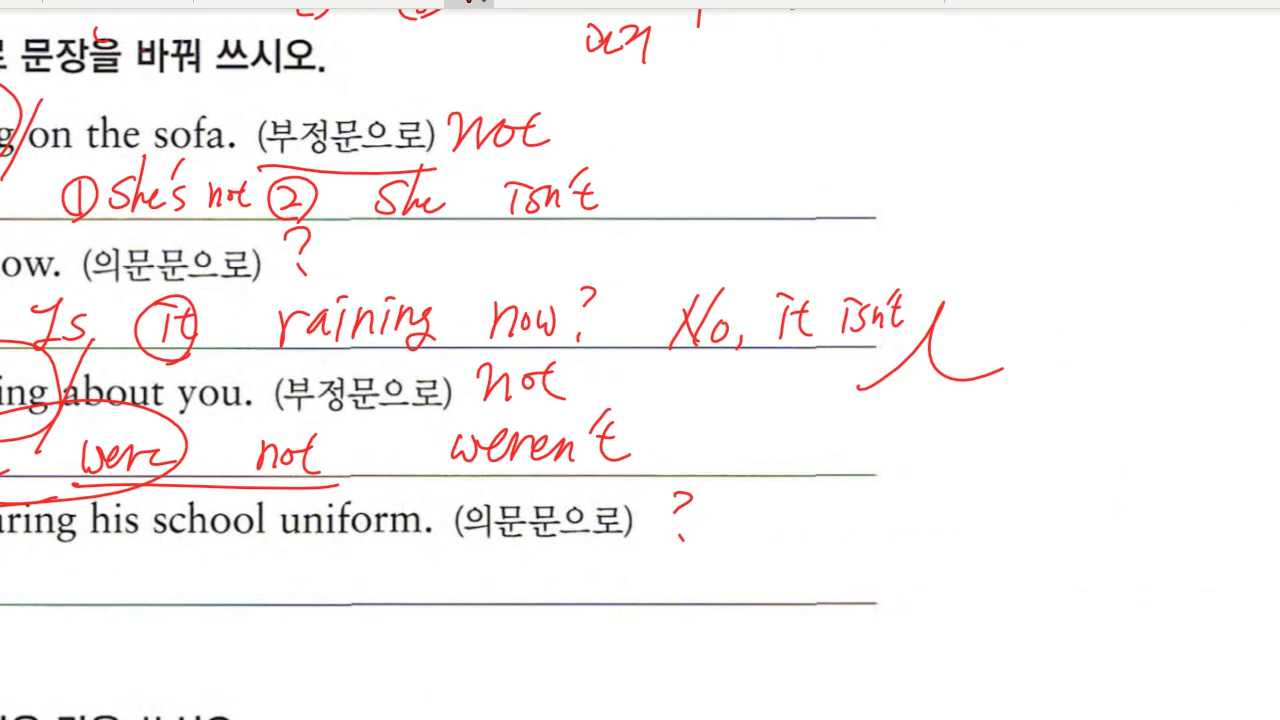 로 문장을 바꿔 쓰시오.
g on the sofa. (부정문으로) not
① She's not ② She isn't
ow. (의문문으로) ?
Is it raining now? No, it isn't
ing about you. (부정문으로) not
were not weren't
aring his school uniform. (의문문으로) ?